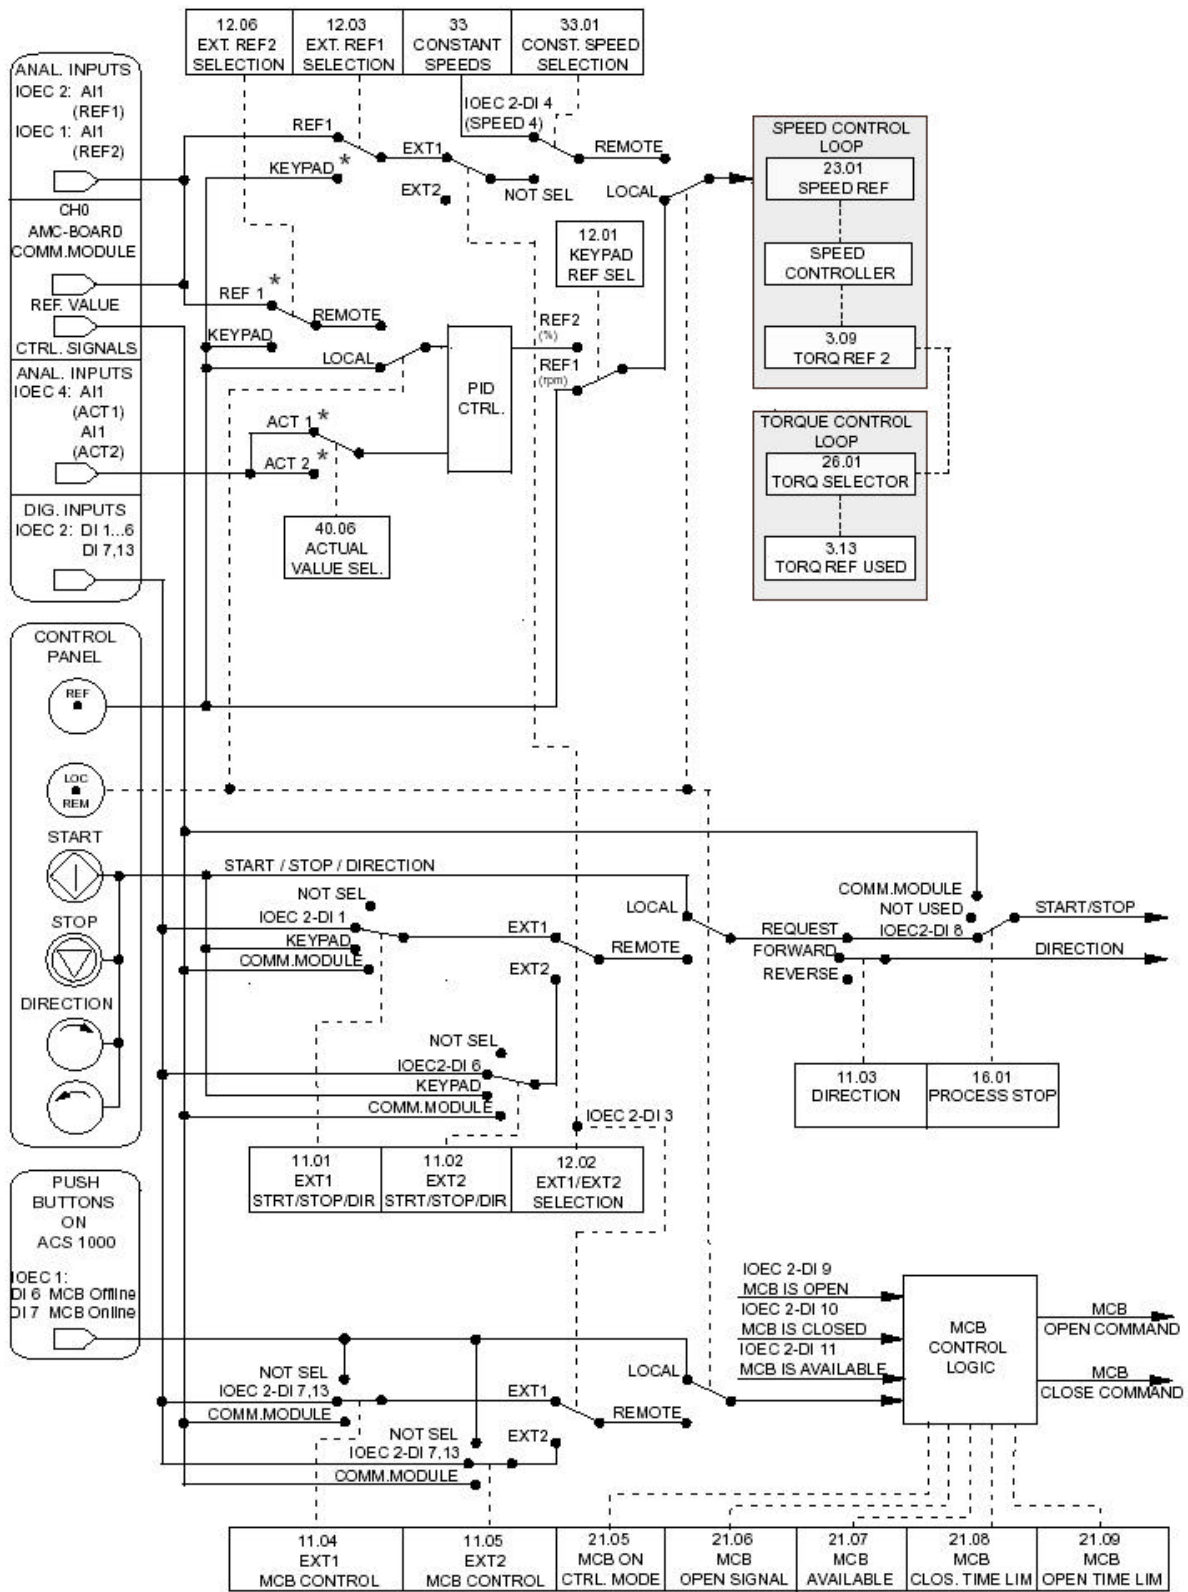 12.06
EXT. REF2
SELECTION
12.03
EXT. REF1
SELECTION
33
CONSTANT
SPEEDS
33.01
CONST. SPEED
SELECTION
ANAL. INPUTS
IOEC 2: AI1
(REF1)
IOEC 1: AI1
(REF2)
CH0
AMC-BOARD
COMM.MODULE
REF. VALUE
CTRL. SIGNALS
ANAL. INPUTS
IOEC 4: AI1
(ACT1)
AI1
(ACT2)
DIG. INPUTS
IOEC 2: DI 1...6
DI 7,13
IOEC 2-DI 4
(SPEED 4)
REF1
KEYPAD *
EXT1
EXT2
NOT SEL
REMOTE
LOCAL
SPEED CONTROL
LOOP
23.01
SPEED REF
SPEED
CONTROLLER
3.09
TORQ REF 2
12.01
KEYPAD
REF SEL
REF 1 *
REMOTE
KEYPAD
LOCAL
PID
CTRL.
REF2
(%)
REF1
(rpm)
ACT 1 *
ACT 2 *
40.06
ACTUAL
VALUE SEL.
TORQUE CONTROL
LOOP
26.01
TORQ SELECTOR
3.13
TORQ REF USED
CONTROL
PANEL
REF
LOC
REM
START
STOP
DIRECTION
START / STOP / DIRECTION
NOT SEL
IOEC 2-DI 1
KEYPAD
COMM.MODULE
EXT1
EXT2
REMOTE
LOCAL
REQUEST
FORWARD
REVERSE
COMM.MODULE
NOT USED
IOEC2-DI 8
START/STOP
DIRECTION
NOT SEL
IOEC2-DI 6
KEYPAD
COMM.MODULE
IOEC 2-DI 3
11.03
DIRECTION
16.01
PROCESS STOP
11.01
EXT1
STRT/STOP/DIR
11.02
EXT2
STRT/STOP/DIR
12.02
EXT1/EXT2
SELECTION
PUSH
BUTTONS
ON
ACS 1000
IOEC 1:
DI 6 MCB Offline
DI 7 MCB Online
NOT SEL
IOEC 2-DI 7,13
COMM.MODULE
NOT SEL
IOEC 2-DI 7,13
COMM.MODULE
EXT1
EXT2
REMOTE
LOCAL
IOEC 2-DI 9
MCB IS OPEN
IOEC 2-DI 10
MCB IS CLOSED
IOEC 2-DI 11
MCB IS AVAILABLE
MCB
CONTROL
LOGIC
MCB
OPEN COMMAND
MCB
CLOSE COMMAND
11.04
EXT1
MCB CONTROL
11.05
EXT2
MCB CONTROL
21.05
MCB ON
CTRL. MODE
21.06
MCB
OPEN SIGNAL
21.07
MCB
AVAILABLE
21.08
MCB
CLOS. TIME LIM
21.09
MCB
OPEN TIME LIM